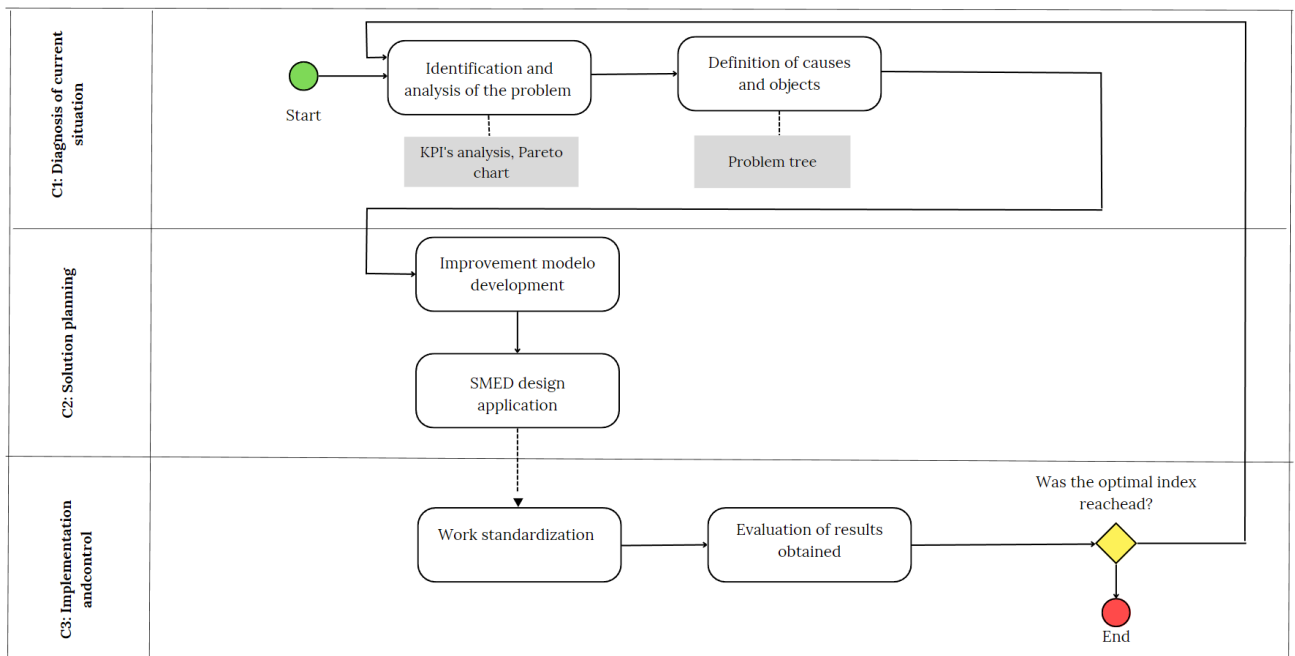 C1: Diagnosis of current
situation
Start
Identification and
analysis of the problem
KPI's analysis, Pareto
chart
Definition of causes
and objects
Problem tree
C2: Solution planning
Improvement modelo
development
SMED design
application
C3: Implementation
andcontrol
Work standardization
Evaluation of results
obtained
Was the optimal index
reachead?
End